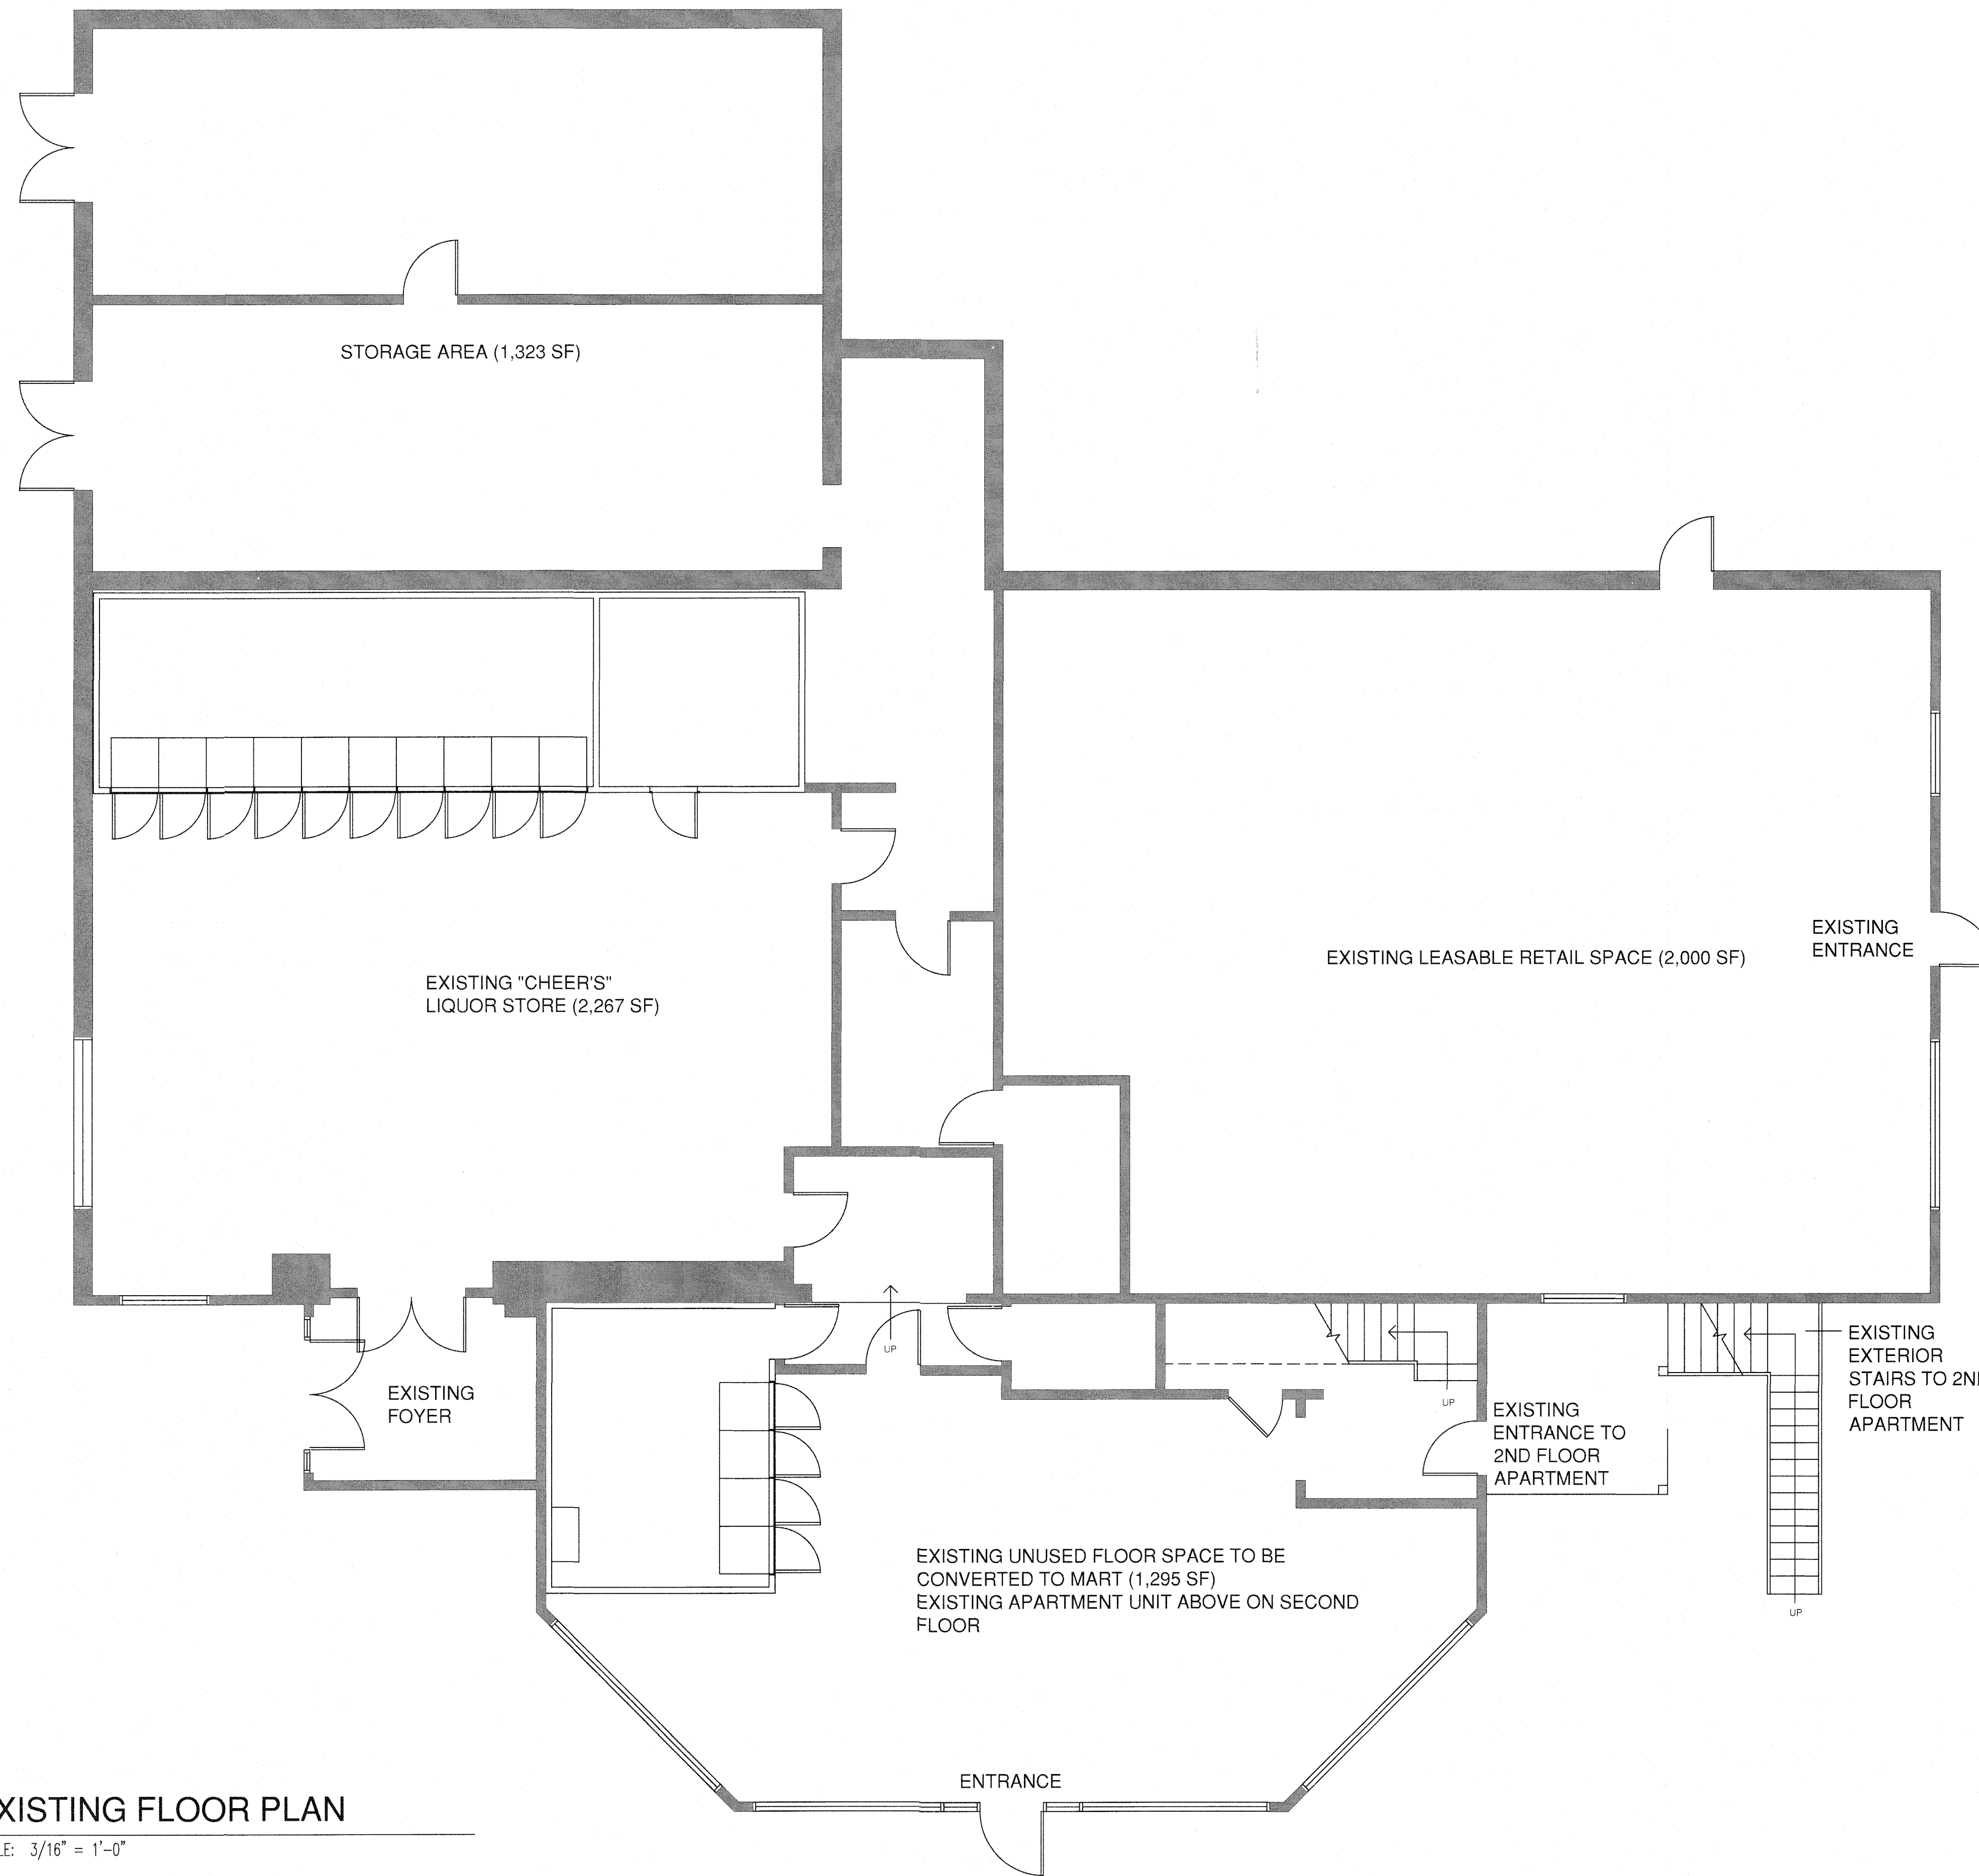 STORAGE AREA (1,323 SF)
EXISTING "CHEER'S"
LIQUOR STORE (2,267 SF)
EXISTING LEASABLE RETAIL SPACE (2,000 SF)
EXISTING
ENTRANCE
UP
EXISTING
FOYER
UP
EXISTING
ENTRANCE TO
2ND FLOOR
APARTMENT
EXISTING
EXTERIOR
STAIRS TO 2N
FLOOR
APARTMENT
UP
EXISTING UNUSED FLOOR SPACE TO BE
CONVERTED TO MART (1,295 SF)
EXISTING APARTMENT UNIT ABOVE ON SECOND
FLOOR
ENTRANCE
XISTING FLOOR PLAN
LE: 3/16" = 1'-0"